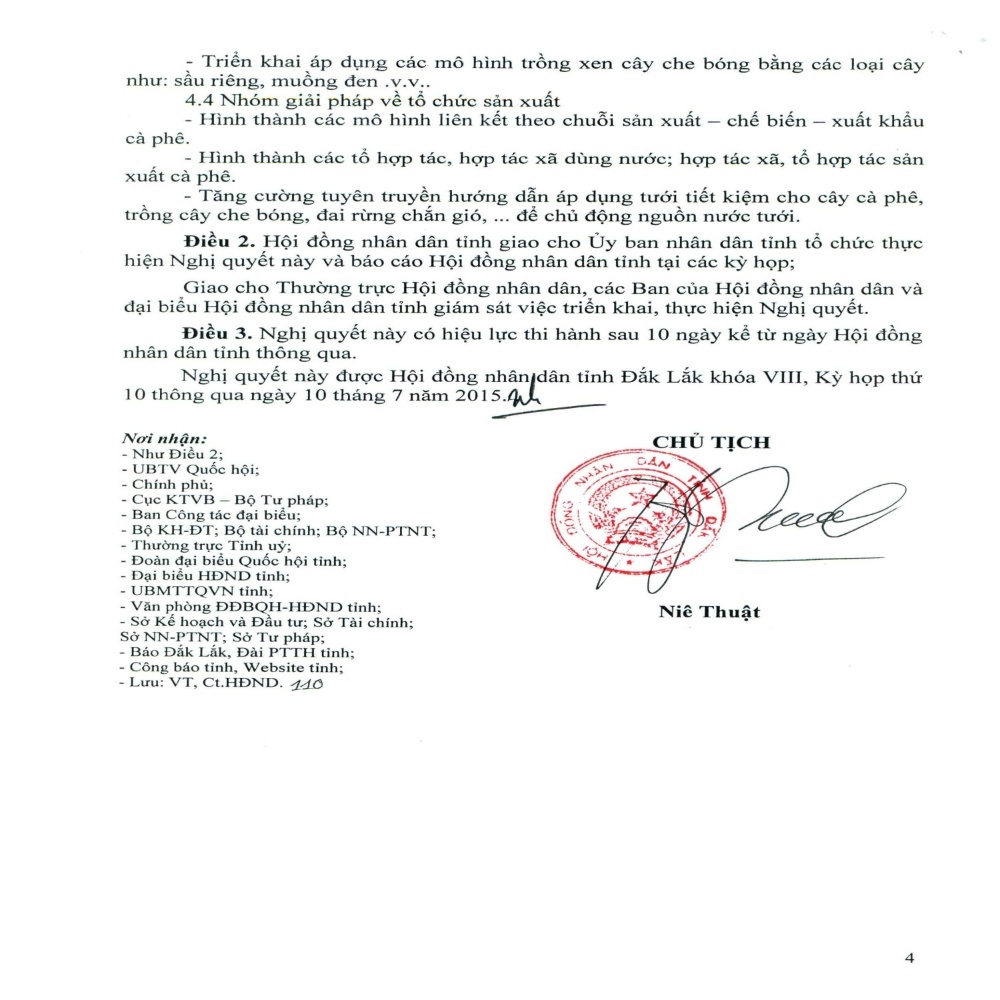 - Triển khai áp dụng các mô hình trồng xen cây che bóng bằng các loại cây
như: sầu riêng, muồng đen .v.v..
4.4 Nhóm giải pháp về tổ chức sản xuất
- Hình thành các mô hình liên kết theo chuỗi sản xuất – chế biến – xuất khẩu
cà phê.
- Hình thành các tổ hợp tác, hợp tác xã dùng nước; hợp tác xã, tổ hợp tác sản
xuất cà phê.
- Tăng cường tuyên truyền hướng dẫn áp dụng tưới tiết kiệm cho cây cà phê,
trồng cây che bóng, đai rừng chắn gió, ... để chủ động nguồn nước tưới.
Điều 2. Hội đồng nhân dân tỉnh giao cho Ủy ban nhân dân tỉnh tổ chức thực
hiện Nghị quyết này và báo cáo Hội đồng nhân dân tỉnh tại các kỳ họp;
Giao cho Thường trực Hội đồng nhân dân, các Ban của Hội đồng nhân dân và
đại biểu Hội đồng nhân dân tỉnh giám sát việc triển khai, thực hiện Nghị quyết.
Điều 3. Nghị quyết này có hiệu lực thi hành sau 10 ngày kể từ ngày Hội đồng
nhân dân tỉnh thông qua.
Nghị quyết này được Hội đồng nhân dân tỉnh Đắk Lắk khóa VIII, Kỳ họp thứ
10 thông qua ngày 10 tháng 7 năm 2015.
Nơi nhận:
- Như Điều 2;
- UBTV Quốc hội;
- Chính phủ;
- Cục KTVB – Bộ Tư pháp;
- Ban Công tác đại biểu;
- Bộ KH-ĐT; Bộ tài chính; Bộ NN-PTNT;
- Thường trực Tỉnh uỷ;
- Đoàn đại biểu Quốc hội tỉnh;
- Đại biểu HĐND tỉnh;
- UBMTTQVN tỉnh;
- Văn phòng ĐĐBQH-HĐND tỉnh;
- Sở Kế hoạch và Đầu tư; Sở Tài chính;
Sở NN-PTNT; Sở Tư pháp;
- Báo Đắk Lắk, Đài PTTH tỉnh;
- Công báo tỉnh, Website tỉnh;
- Lưu: VT, Ct.HĐND. 110
CHỦ TỊCH
HỘI ĐỒNG NHÂN DÂN TỈNH ĐẮK LẮK
Niê Thuật
4